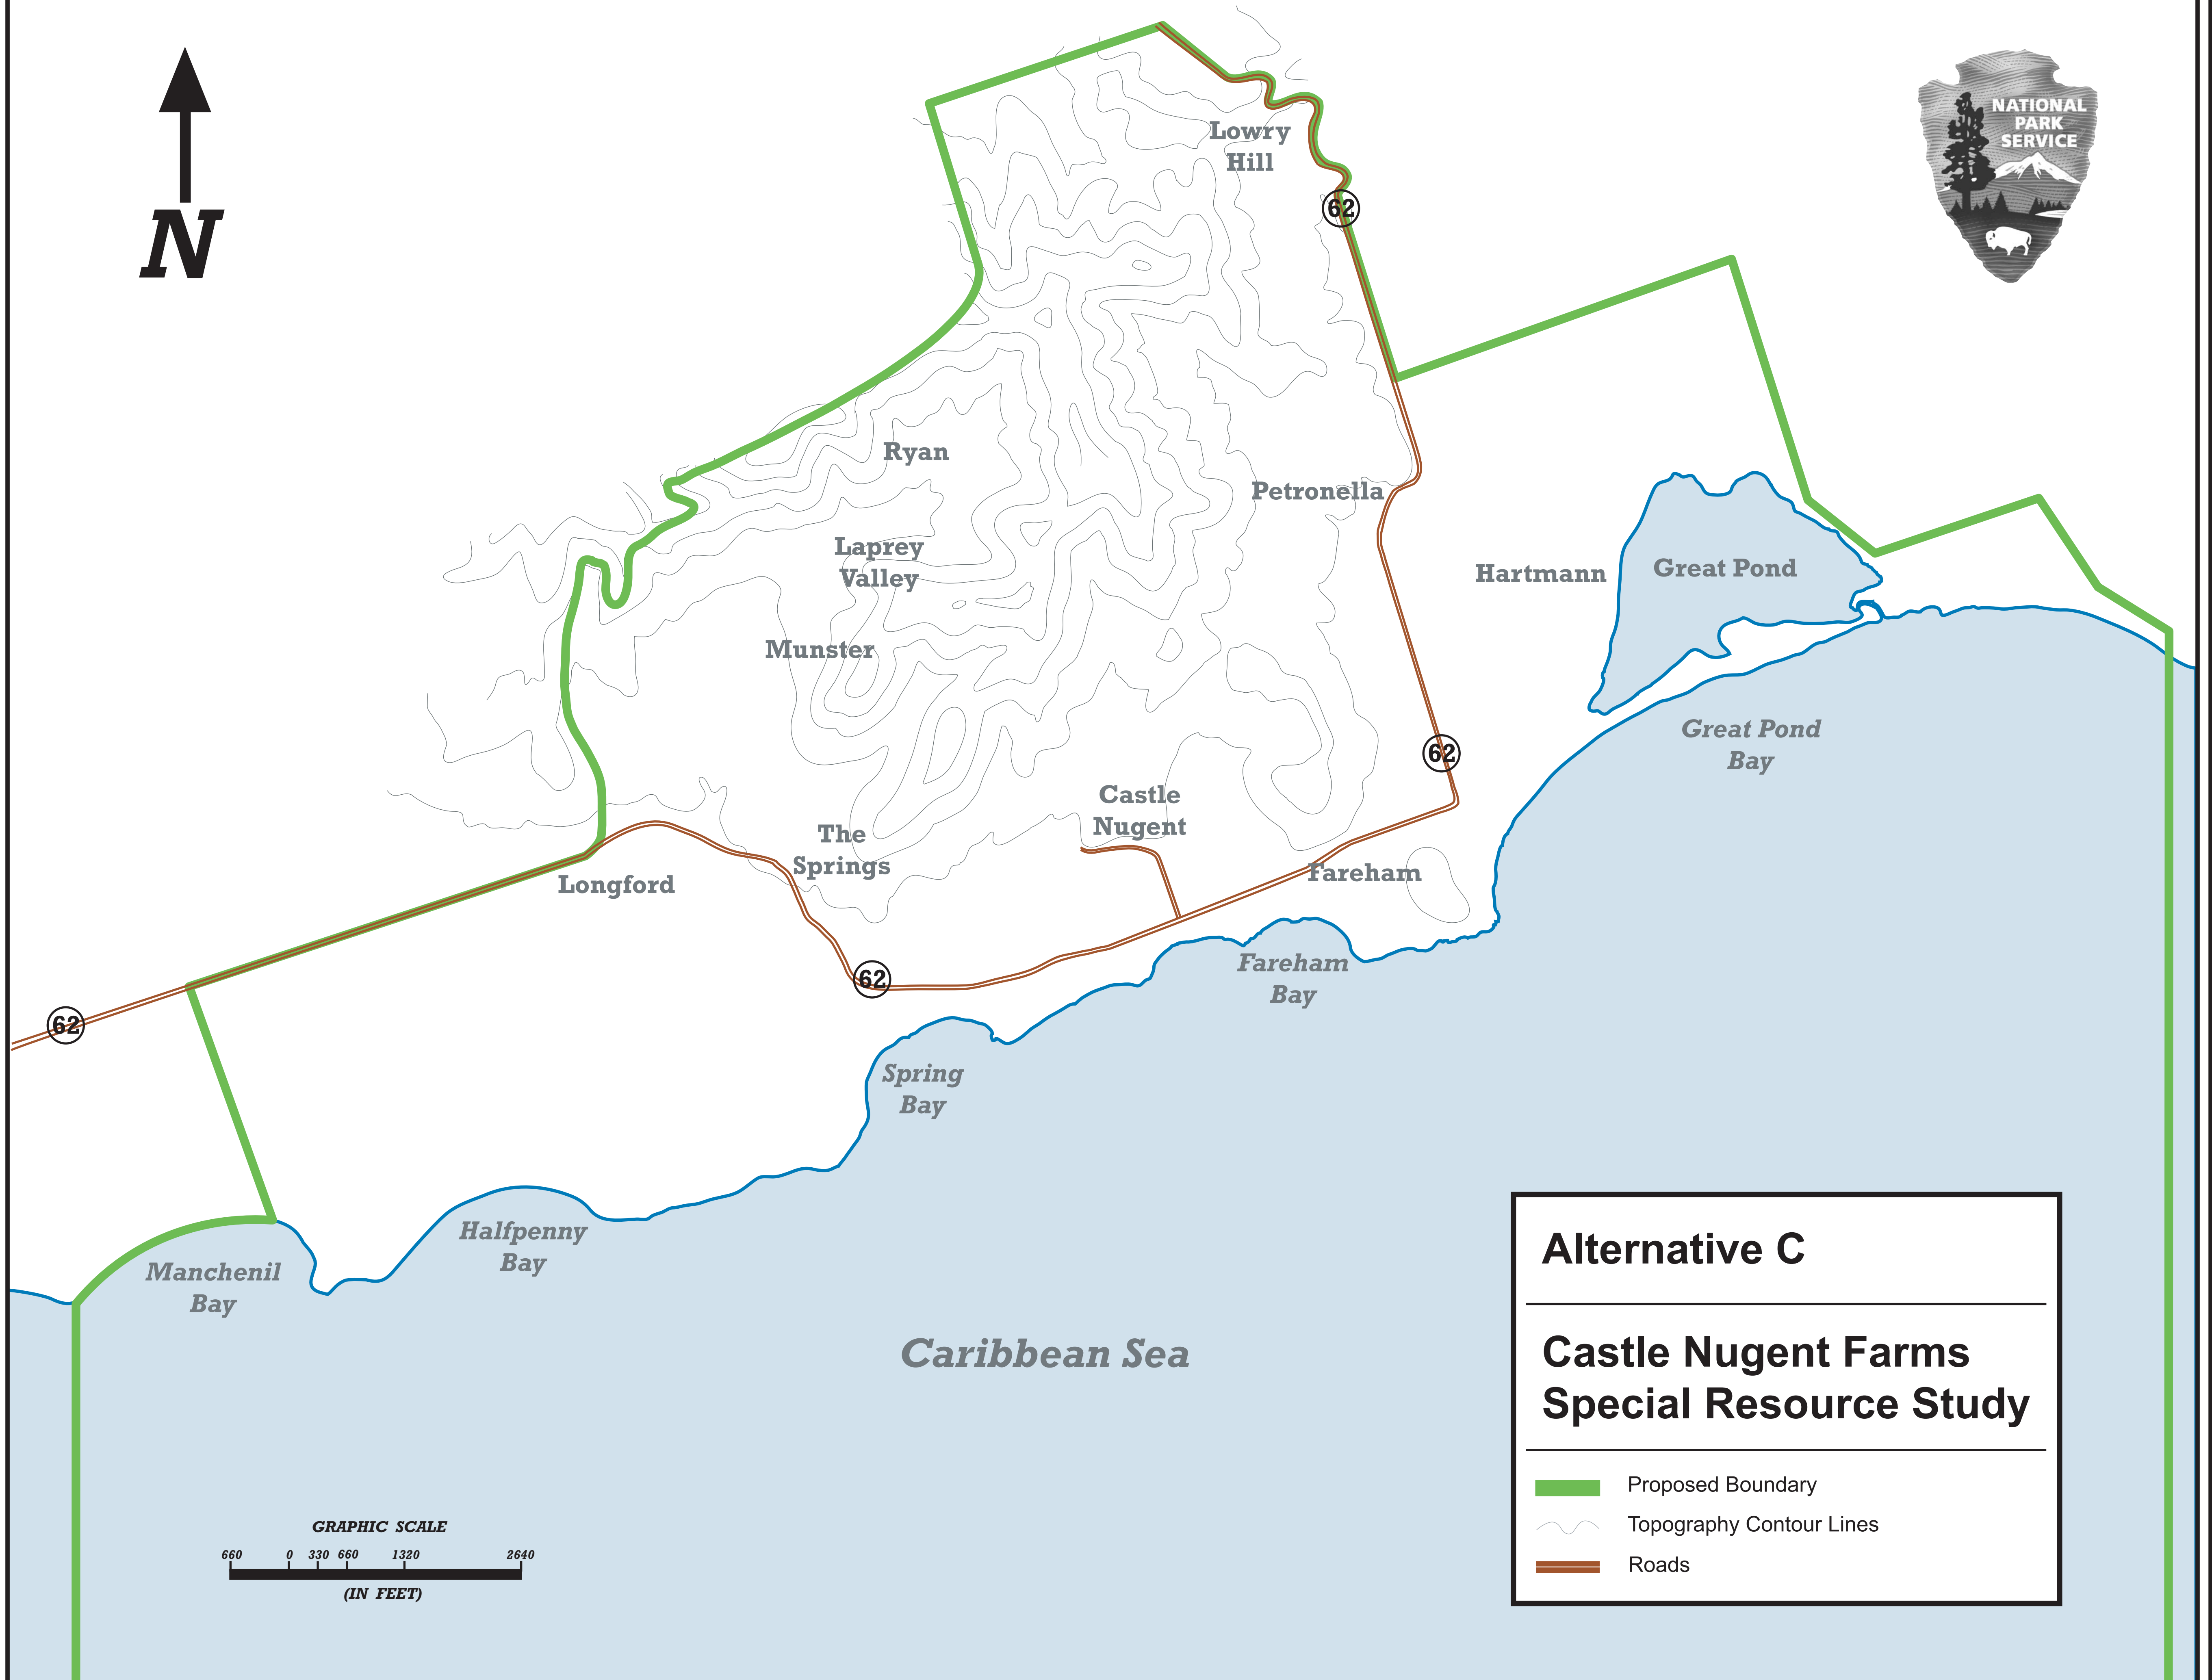 N
NATIONAL
PARK
SERVICE
Lowry
Hill
62
Ryan
Petronella
Laprey
Valley
Hartmann
Great Pond
Munster
Great Pond
Bay
62
Castle
Nugent
The
Springs
Fareham
Longford
Fareham
Bay
62
62
Spring
Bay
Halfpenny
Bay
Manchenil
Bay
Caribbean Sea
Alternative C
Castle Nugent Farms
Special Resource Study
Proposed Boundary
Topography Contour Lines
Roads
GRAPHIC SCALE
660 0 330 660 1320 2640
(IN FEET)